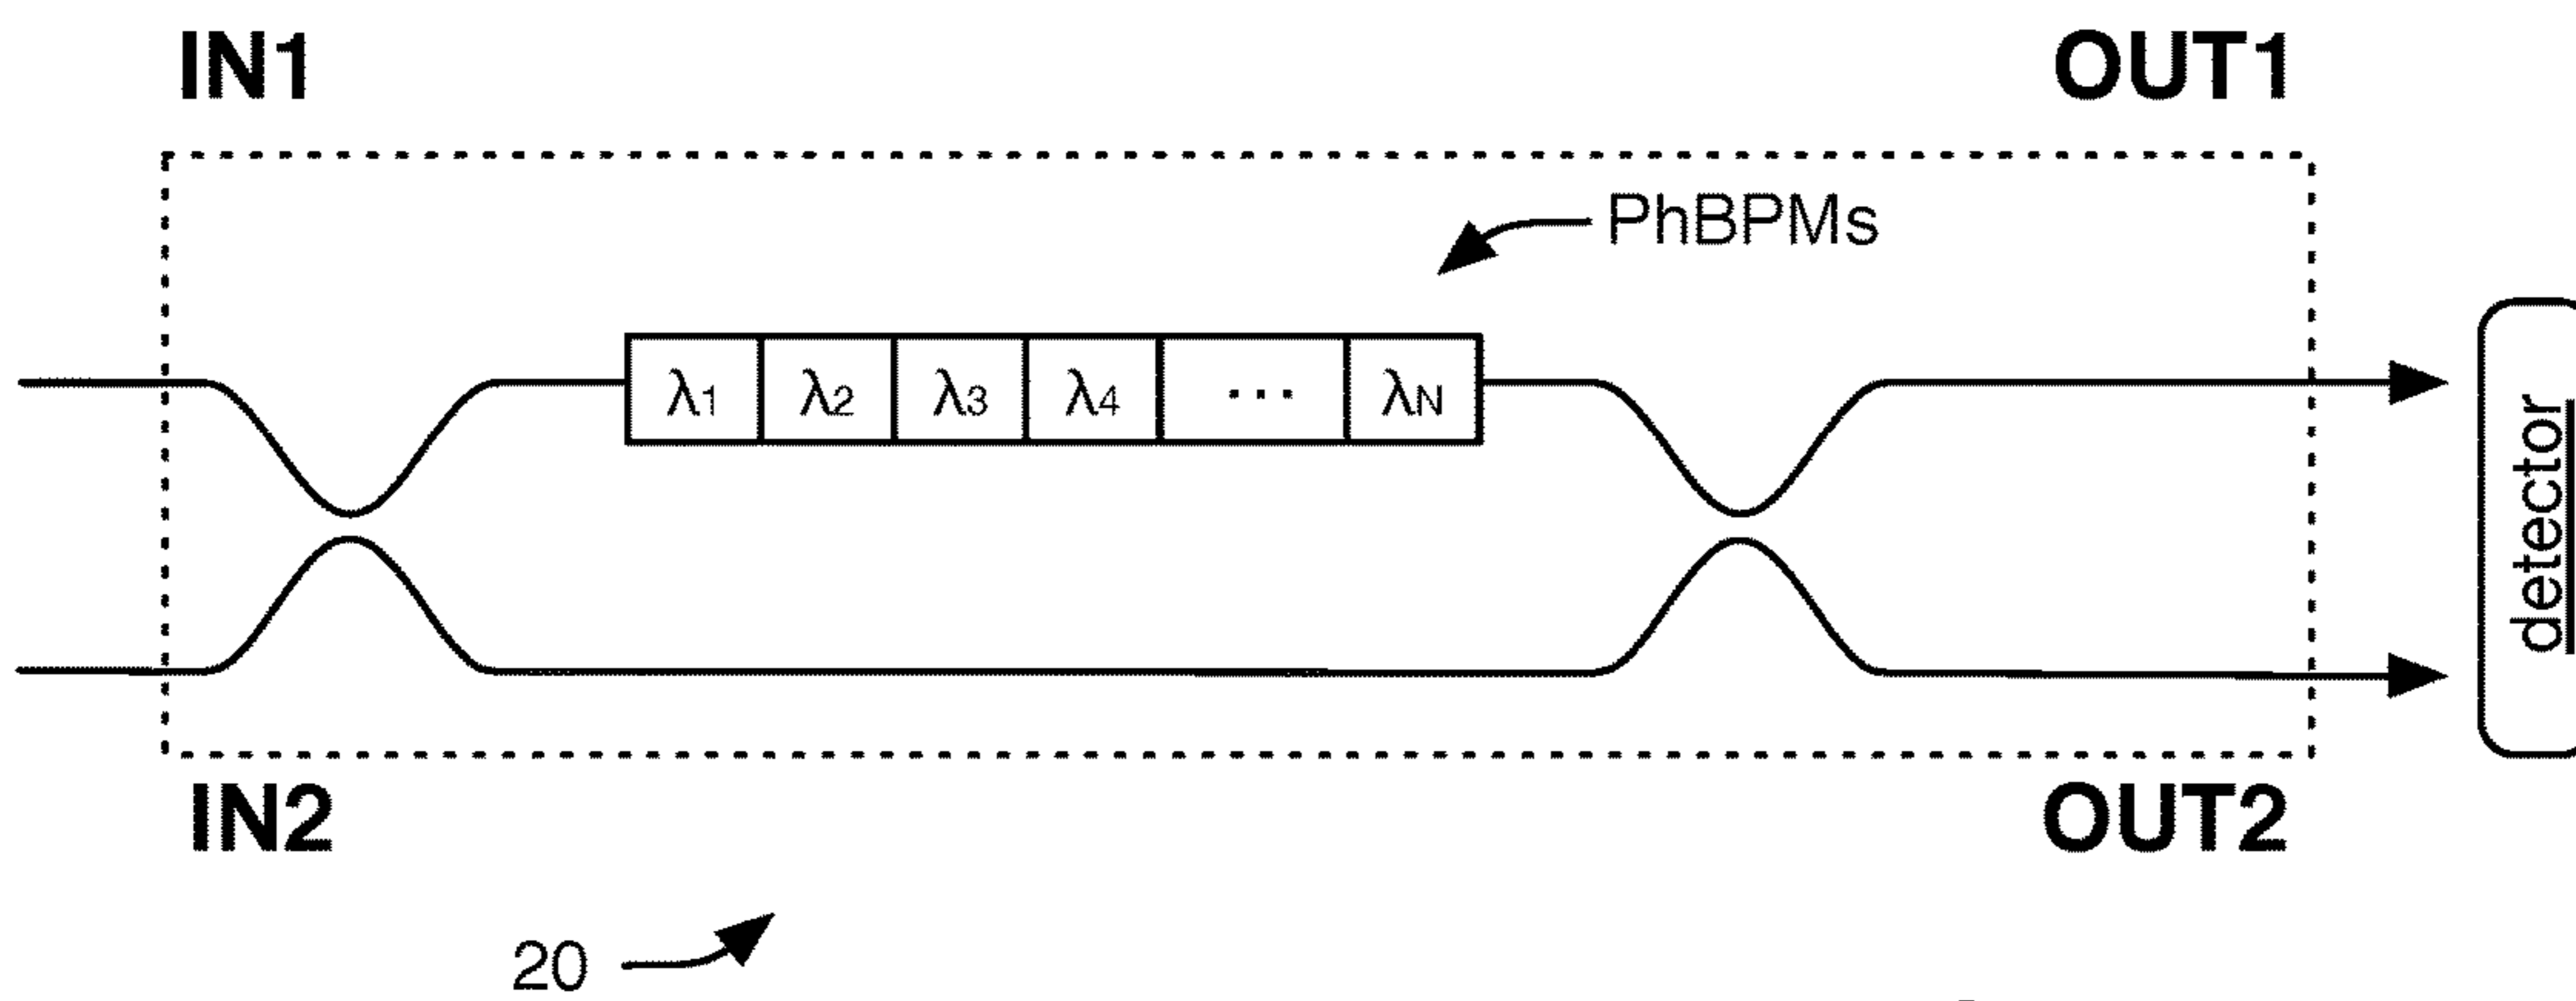 IN1
OUT1
PhBPMs
λ1 λ2 λ3 λ4 ... λN
detector
IN2
OUT2
20